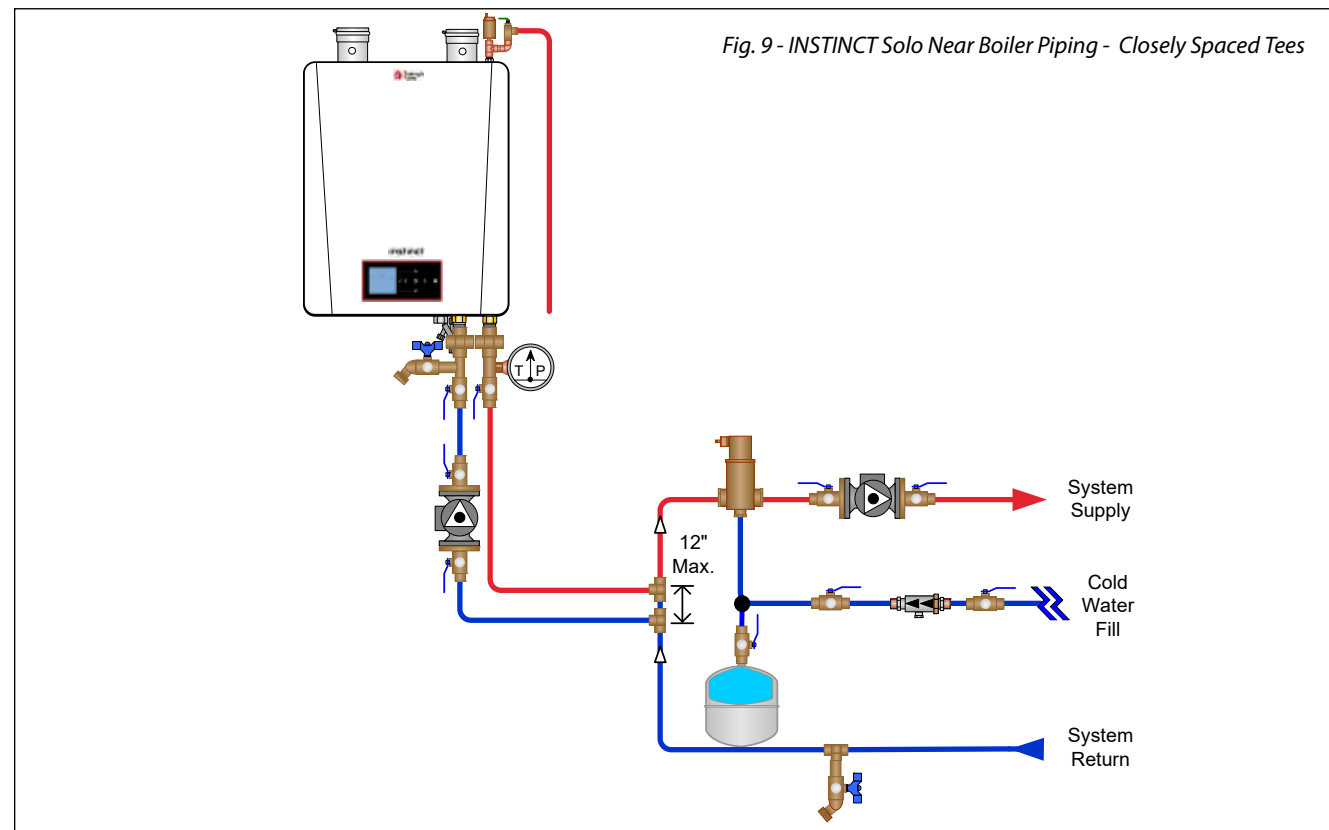 Fig. 9 - INSTINCT Solo Near Boiler Piping - Closely Spaced Tees
instinct
T P
12"
Max.
System
Supply
Cold
Water
Fill
System
Return